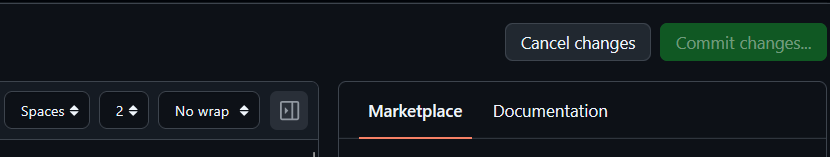 Cancel changes Commit changes...
Spaces 2 No wrap Marketplace Documentation